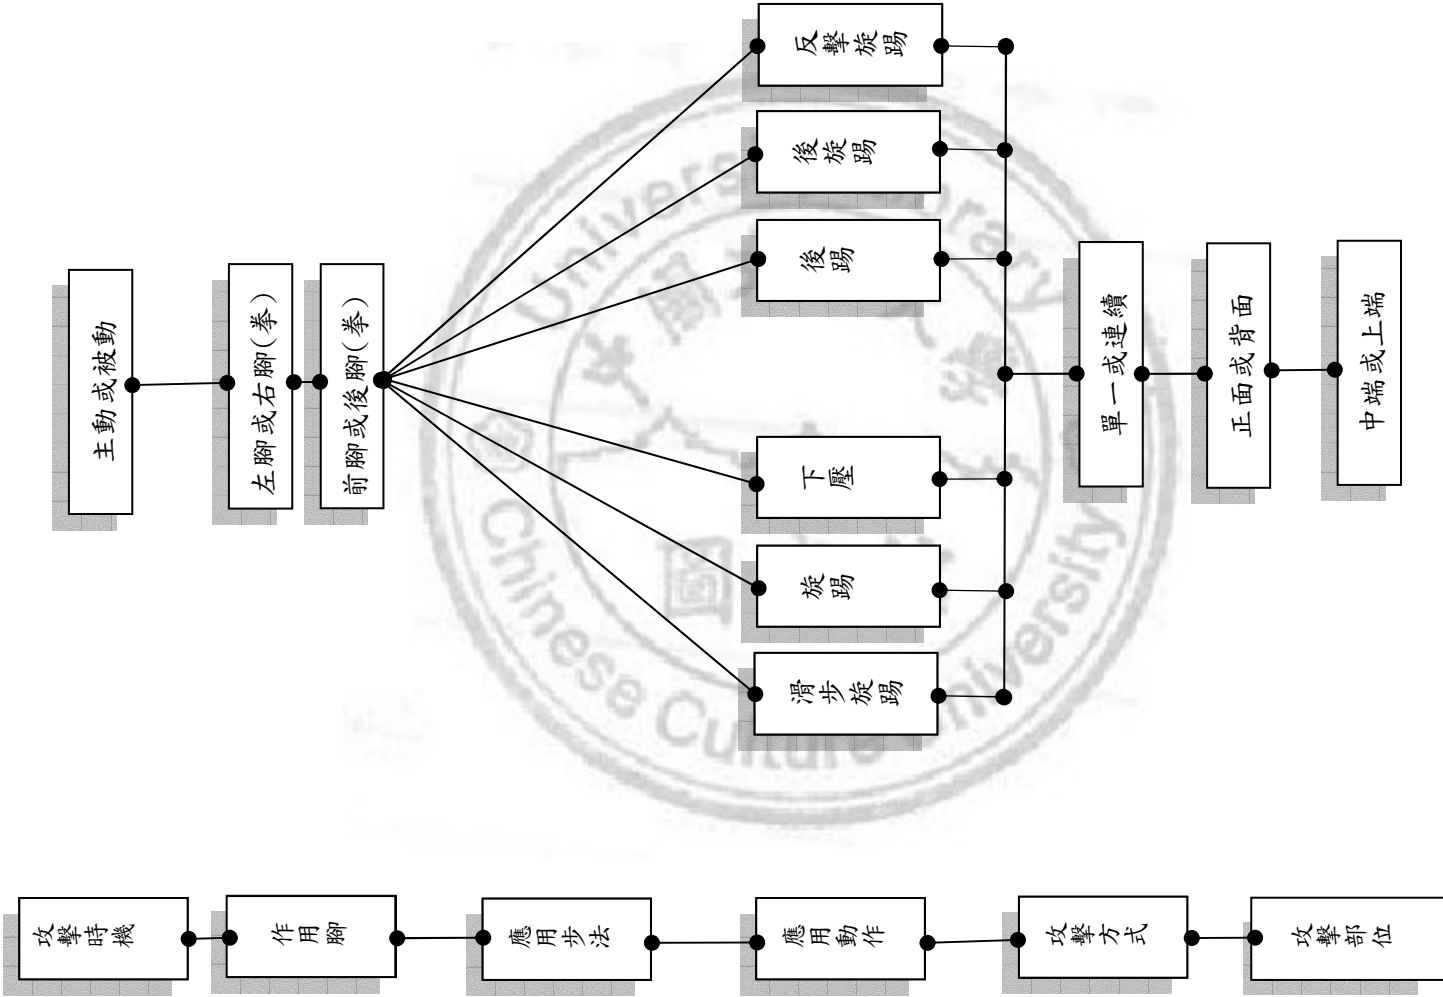 攻擊時機
作用腳
應用步法
應用動作
攻擊方式
攻擊部位
主動或被動
左腳或右腳(拳)
前腳或後腳(拳)
滑步旋踢
旋踢
下壓
後踢
後旋踢
反擊旋踢
單一或連續
正面或背面
中端或上端
Chinese Culture University